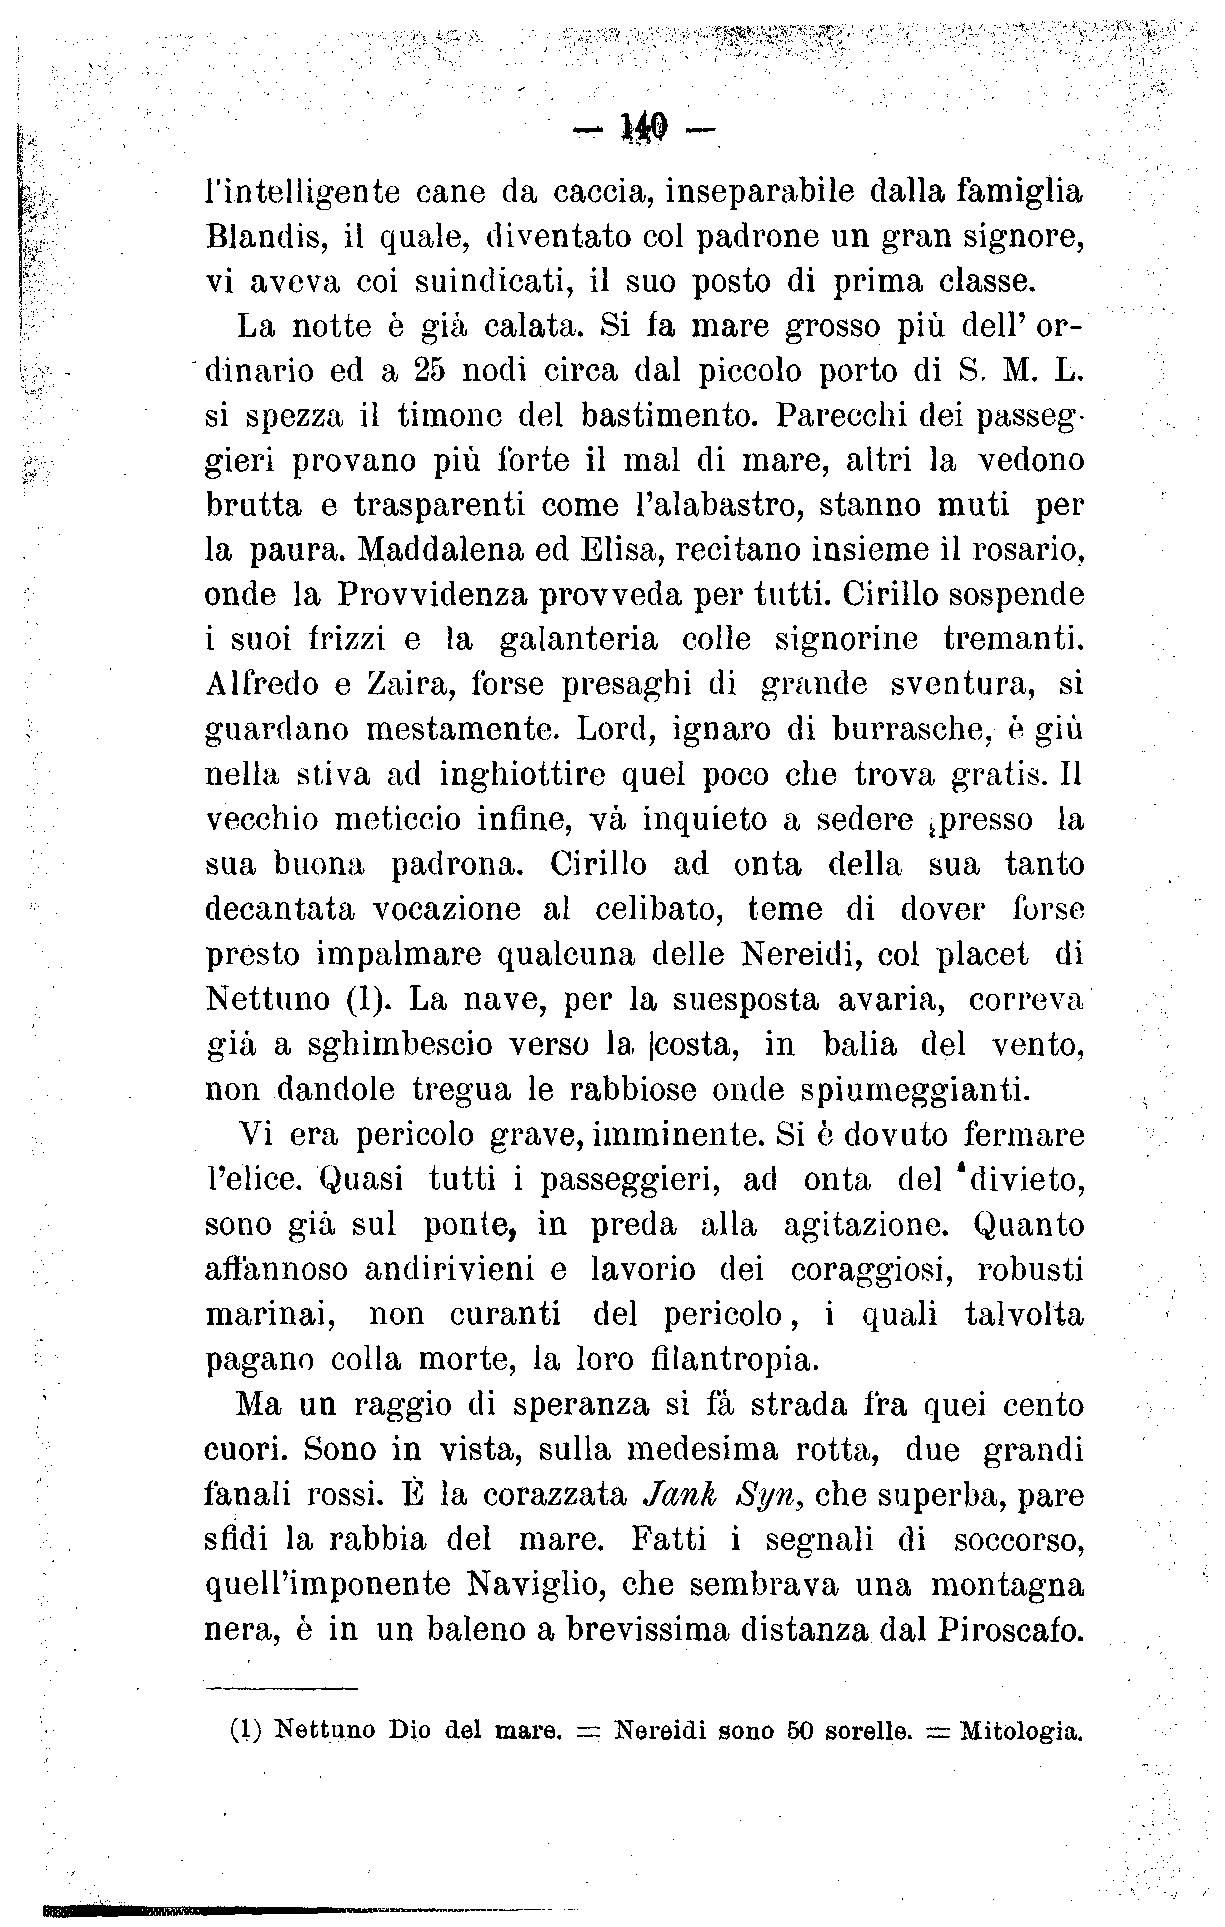 — 140 —
l'intelligente cane da caccia, inseparabile dalla famiglia
Blandis, il quale, diventato col padrone un gran signore,
vi aveva coi suindicati, il suo posto di prima classe.
La notte è già calata. Si fa mare grosso più dell' or-
dinario ed a 25 nodi circa dal piccolo porto di S. M. L.
si spezza il timone del bastimento. Parecchi dei passeg-
gieri provano più forte il mal di mare, altri la vedono
brutta e trasparenti come l'alabastro, stanno muti per
la paura. Maddalena ed Elisa, recitano insieme il rosario,
onde la Provvidenza provveda per tutti. Cirillo sospende
i suoi frizzi e la galanteria colle signorine tremanti.
Alfredo e Zaira, forse presaghi di grande sventura, si
guardano mestamente. Lord, ignaro di burrasche, è giù
nella stiva ad inghiottire quel poco che trova gratis. Il
vecchio meticcio infine, và inquieto a sedere presso la
sua buona padrona. Cirillo ad onta della sua tanto
decantata vocazione al celibato, teme di dover forse
presto impalmare qualcuna delle Nereidi, col placet di
Nettuno (1). La nave, per la suesposta avaria, correva
già a sghimbescio verso la costa, in balia del vento,
non dandole tregua le rabbiose onde spiumeggianti.
Vi era pericolo grave, imminente. Si è dovuto fermare
l'elice. Quasi tutti i passeggieri, ad onta del divieto,
sono già sul ponte, in preda alla agitazione. Quanto
affannoso andirivieni e lavorio dei coraggiosi, robusti
marinai, non curanti del pericolo, i quali talvolta
pagano colla morte, la loro filantropia.
Ma un raggio di speranza si fà strada fra quei cento
cuori. Sono in vista, sulla medesima rotta, due grandi
fanali rossi. È la corazzata Jank Syn, che superba, pare
sfidi la rabbia del mare. Fatti i segnali di soccorso,
quell'imponente Naviglio, che sembrava una montagna
nera, è in un baleno a brevissima distanza dal Piroscafo.
(1) Nettuno Dio del mare. = Nereidi sono 50 sorelle. = Mitologia.